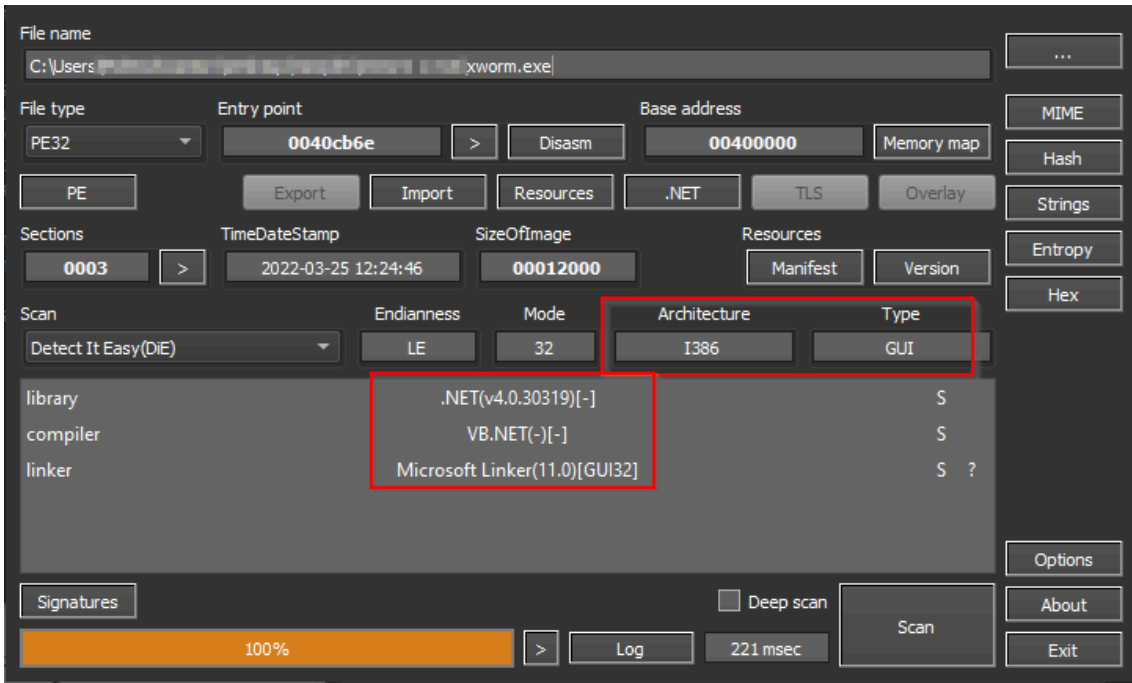 File name
C:\Users xworm.exe
...
File type Entry point Base address
MIME
PE32 0040cb6e > Disasm 00400000 Memory map
Hash
PE Export Import Resources .NET TLS Overlay
Strings
Sections TimeDateStamp SizeOfImage Resources
Entropy
0003 > 2022-03-25 12:24:46 00012000 Manifest Version
Hex
Scan Endianness Mode Architecture Type
Detect It Easy(DiE) LE 32 I386 GUI
library .NET(v4.0.30319)[-] S
compiler VB.NET(-)[-] S
linker Microsoft Linker(11.0)[GUI32] S ?
Options
Signatures Deep scan Scan About
100% > Log 221 msec Exit